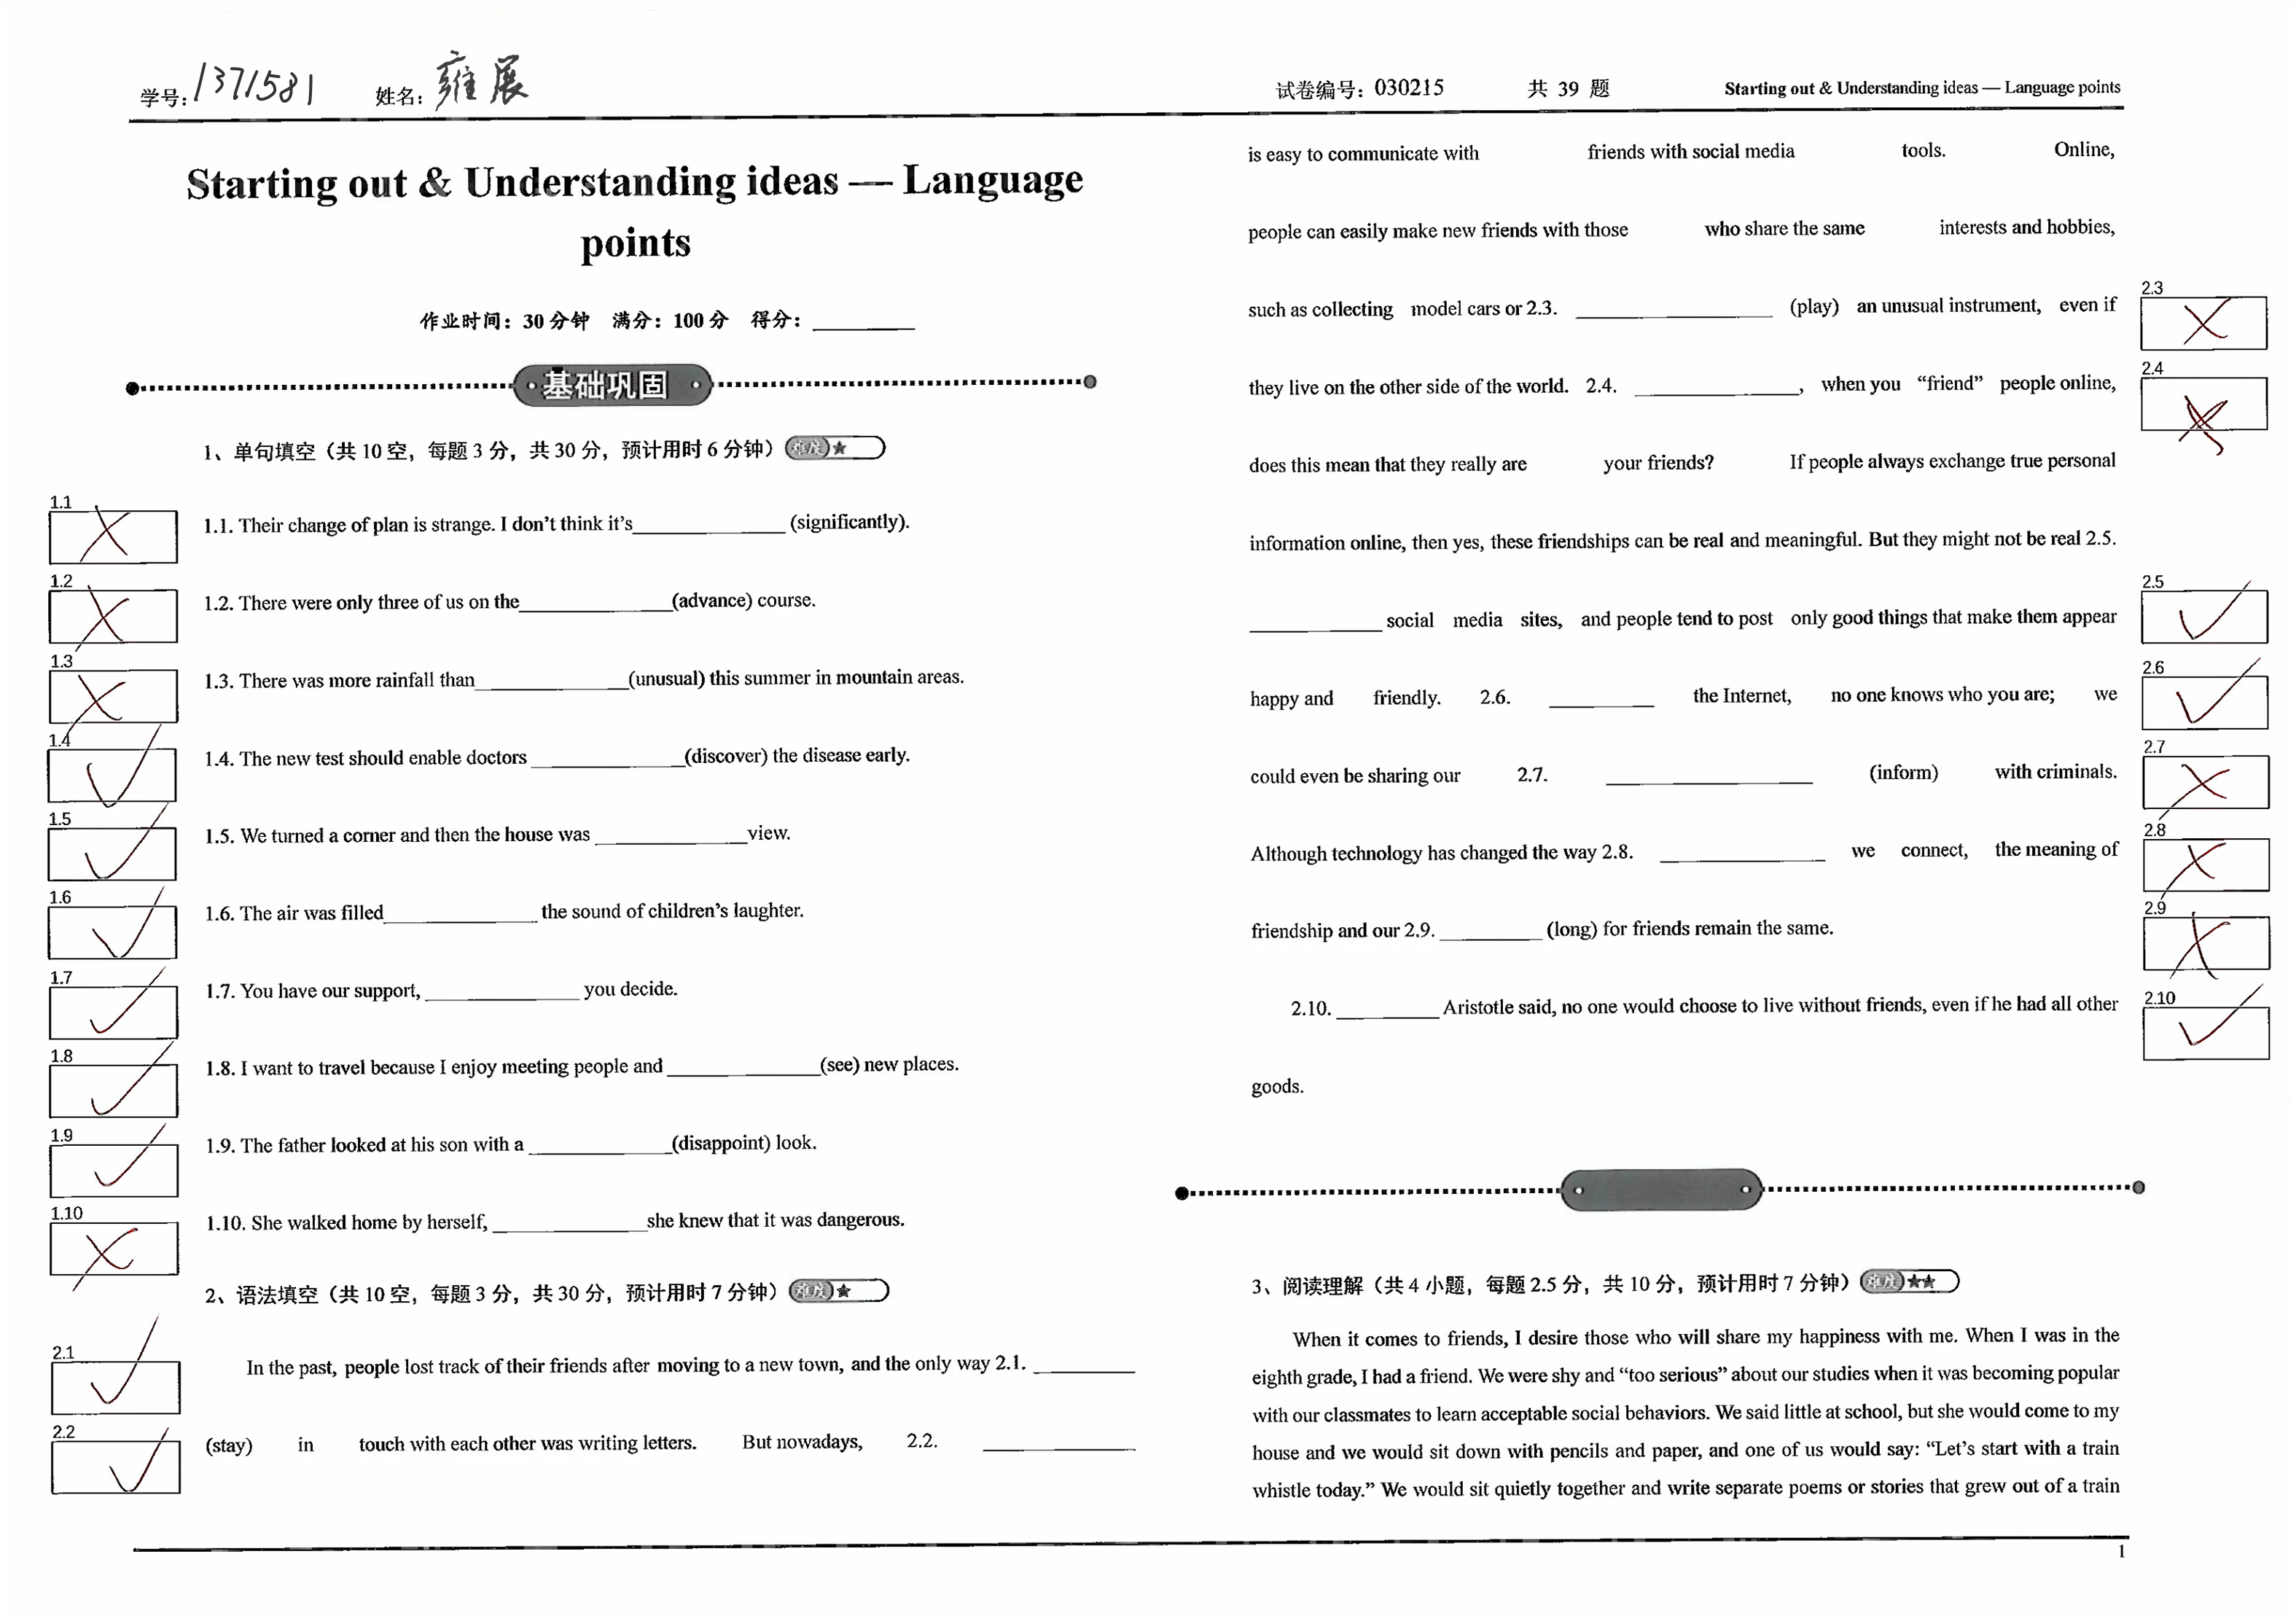 学号: 1371581 姓名: 雍展
试卷编号: 030215 共 39 题 Starting out & Understanding ideas — Language points
Starting out & Understanding ideas — Language
points
作业时间: 30 分钟 满分: 100 分 得分: ________
基础巩固
1、单句填空（共 10 空，每题 3 分，共 30 分，预计用时 6 分钟）难度 ★
1.1
1.1. Their change of plan is strange. I don't think it's____________ (significantly).
1.2
1.2. There were only three of us on the____________(advance) course.
1.3
1.3. There was more rainfall than____________(unusual) this summer in mountain areas.
1.4
1.4. The new test should enable doctors ____________(discover) the disease early.
1.5
1.5. We turned a corner and then the house was ____________view.
1.6
1.6. The air was filled____________ the sound of children's laughter.
1.7
1.7. You have our support, ____________ you decide.
1.8
1.8. I want to travel because I enjoy meeting people and ____________(see) new places.
1.9
1.9. The father looked at his son with a ____________(disappoint) look.
1.10
1.10. She walked home by herself, ____________she knew that it was dangerous.
2、语法填空（共 10 空，每题 3 分，共 30 分，预计用时 7 分钟）难度 ★
2.1
In the past, people lost track of their friends after moving to a new town, and the only way 2.1. ________
2.2
(stay) in touch with each other was writing letters. But nowadays, 2.2. ____________
is easy to communicate with friends with social media tools. Online,
people can easily make new friends with those who share the same interests and hobbies,
2.3
such as collecting model cars or 2.3. ____________ (play) an unusual instrument, even if
2.4
they live on the other side of the world. 2.4. ____________, when you “friend” people online,
does this mean that they really are your friends? If people always exchange true personal
information online, then yes, these friendships can be real and meaningful. But they might not be real 2.5.
2.5
____________ social media sites, and people tend to post only good things that make them appear
2.6
happy and friendly. 2.6. ________ the Internet, no one knows who you are; we
2.7
could even be sharing our 2.7. ____________ (inform) with criminals.
2.8
Although technology has changed the way 2.8. ____________ we connect, the meaning of
2.9
friendship and our 2.9. ________ (long) for friends remain the same.
2.10
2.10. ________ Aristotle said, no one would choose to live without friends, even if he had all other
goods.
3、阅读理解（共 4 小题，每题 2.5 分，共 10 分，预计用时 7 分钟）难度 ★★
When it comes to friends, I desire those who will share my happiness with me. When I was in the
eighth grade, I had a friend. We were shy and “too serious” about our studies when it was becoming popular
with our classmates to learn acceptable social behaviors. We said little at school, but she would come to my
house and we would sit down with pencils and paper, and one of us would say: “Let's start with a train
whistle today.” We would sit quietly together and write separate poems or stories that grew out of a train
1